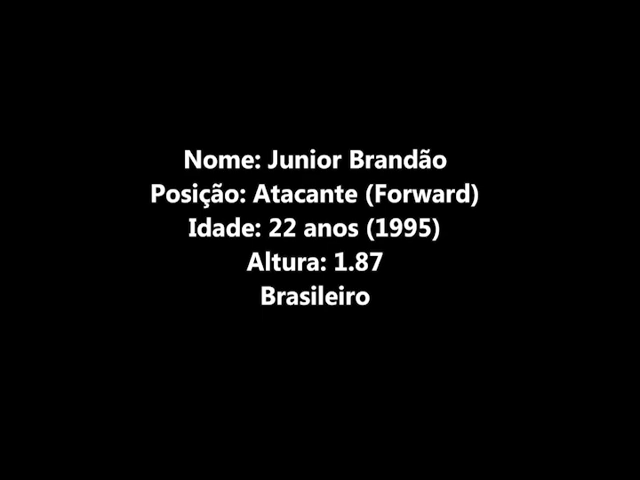 Nome: Junior Brandão
Posição: Atacante (Forward)
Idade: 22 anos (1995)
Altura: 1.87
Brasileiro